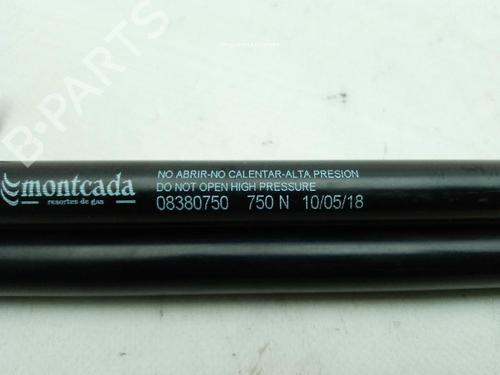 B-PARTS
montcada
resortes de gas
NO ABRIR-NO CALENTAR-ALTA PRESION
DO NOT OPEN HIGH PRESSURE
08380750 750 N 10/05/18